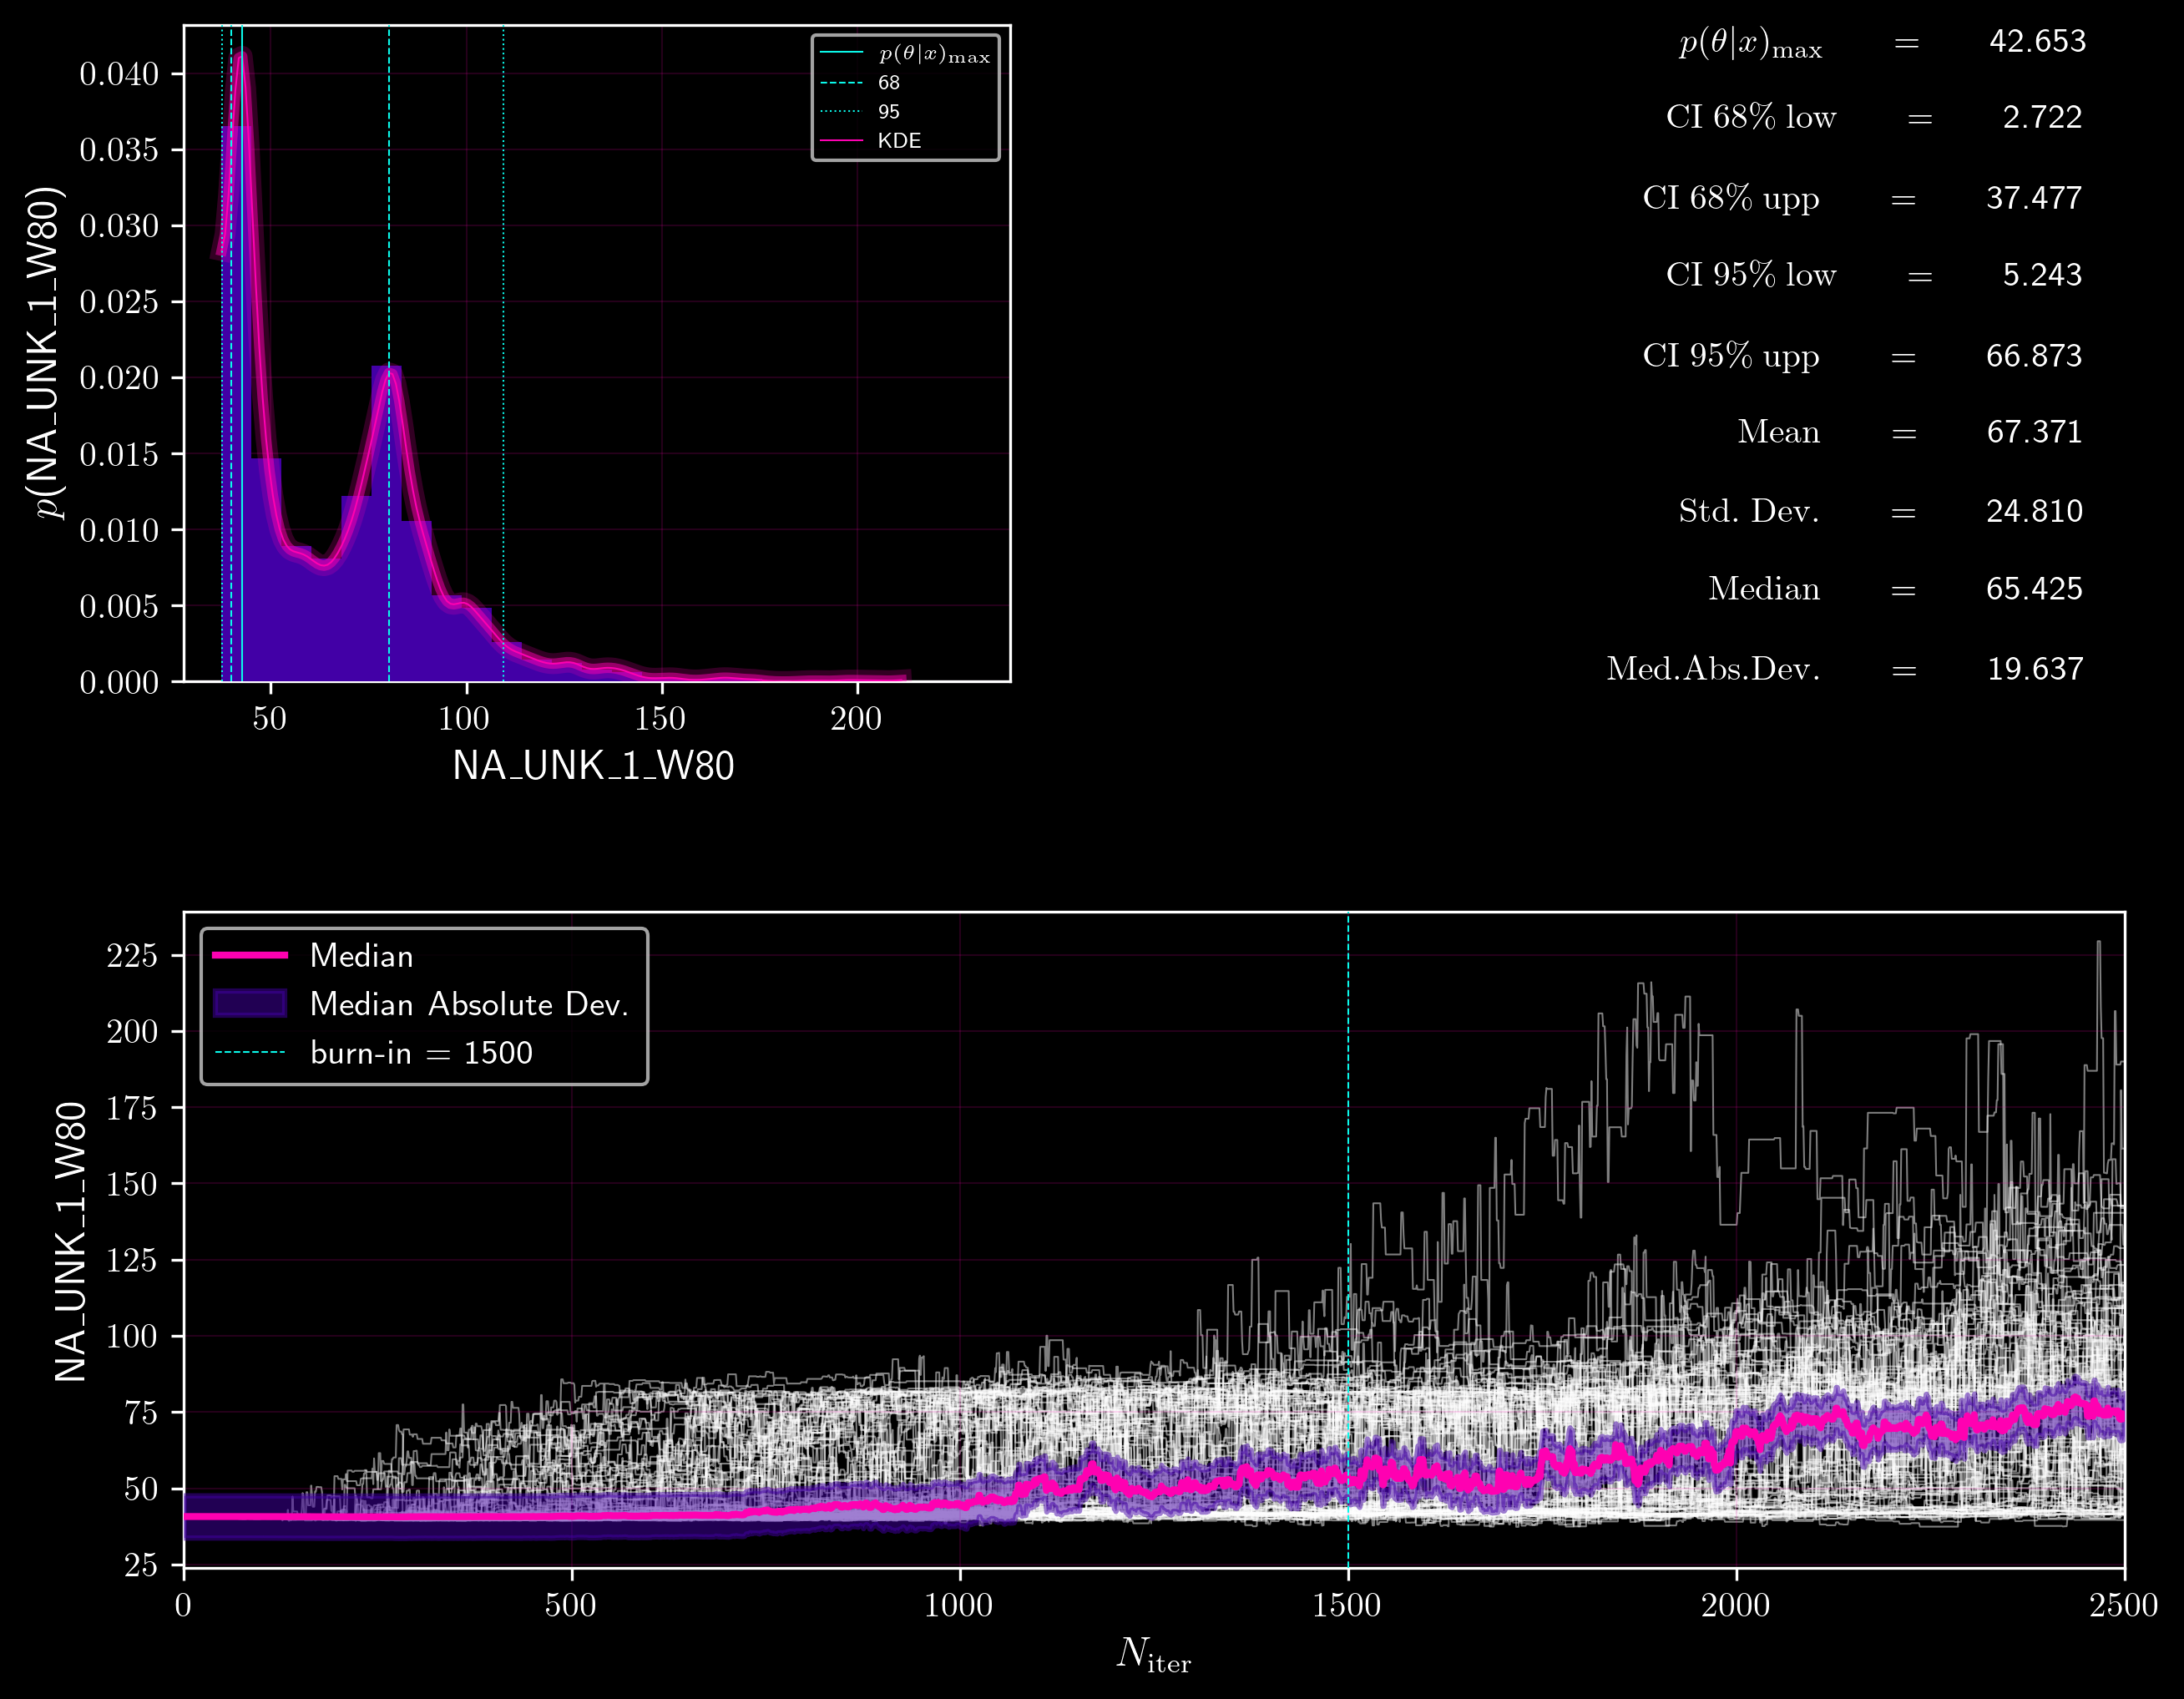 p(θ|x)max
68
95
KDE
0.040
0.035
0.030
0.025
0.020
0.015
0.010
0.005
0.000
p(NA_UNK_1_W80)
50 100 150 200
NA_UNK_1_W80
p(θ|x)max = 42.653
CI 68% low = 2.722
CI 68% upp = 37.477
CI 95% low = 5.243
CI 95% upp = 66.873
Mean = 67.371
Std. Dev. = 24.810
Median = 65.425
Med.Abs.Dev. = 19.637
Median
Median Absolute Dev.
burn-in = 1500
225
200
175
150
125
100
75
50
25
NA_UNK_1_W80
0 500 1000 1500 2000 2500
Niter